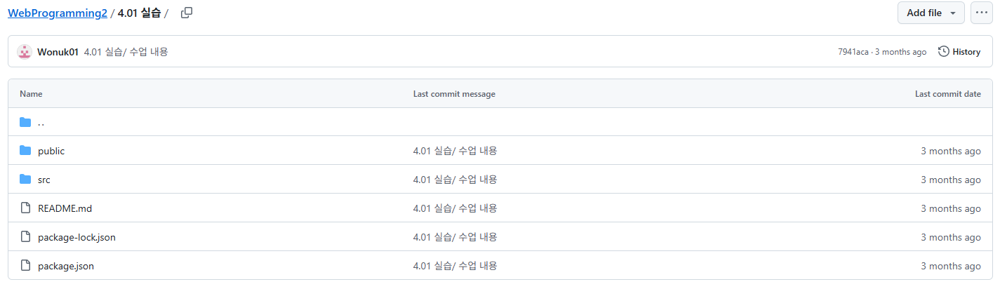 WebProgramming2 / 4.01 실습 /
Add file
Wonuk01 4.01 실습/ 수업 내용 7941aca · 3 months ago History
Name Last commit message Last commit date
..
public 4.01 실습/ 수업 내용 3 months ago
src 4.01 실습/ 수업 내용 3 months ago
README.md 4.01 실습/ 수업 내용 3 months ago
package-lock.json 4.01 실습/ 수업 내용 3 months ago
package.json 4.01 실습/ 수업 내용 3 months ago